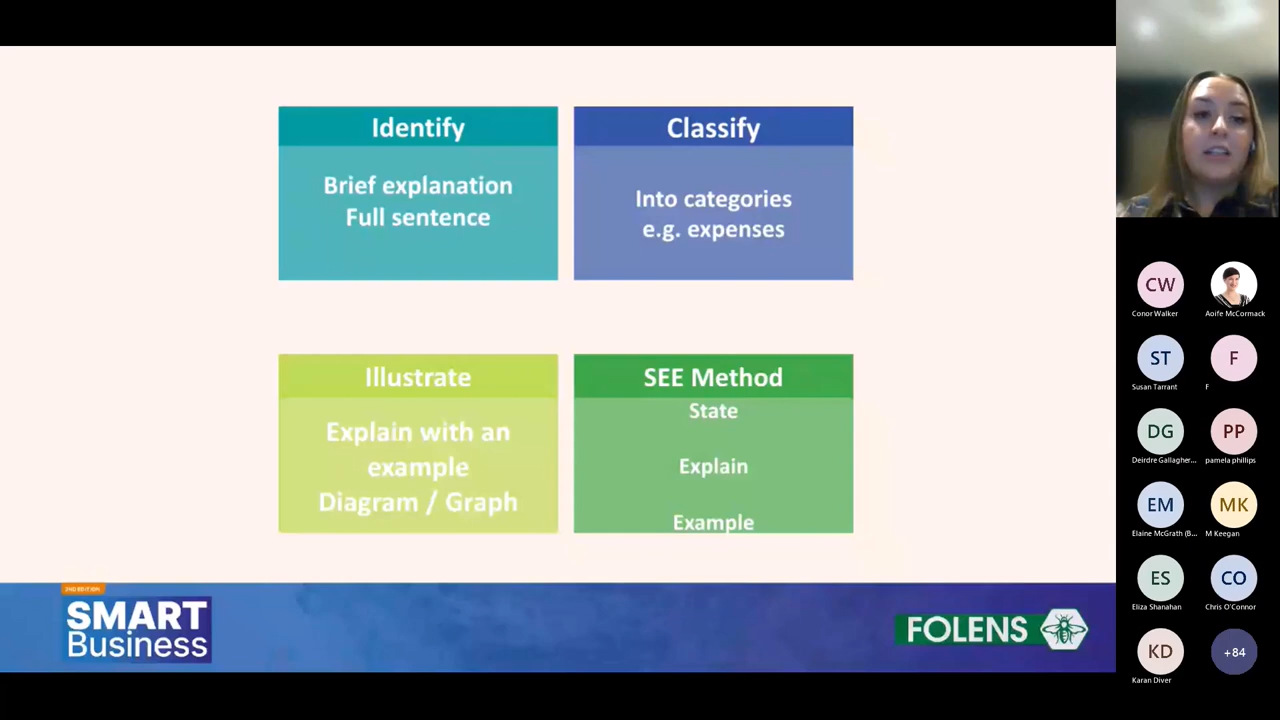 Identify
Brief explanation
Full sentence
Classify
Into categories
e.g. expenses
Illustrate
Explain with an
example
Diagram / Graph
SEE Method
State
Explain
Example
2ND EDITION
SMART
Business
FOLENS
CW
Conor Walker
Aoife McCormack
ST
Susan Tarrant
F
F
DG
Deirdre Gallagher...
PP
pamela phillips
EM
Elaine McGrath (B...
MK
M Keegan
ES
Eliza Shanahan
CO
Chris O'Connor
KD
Karan Diver
+84